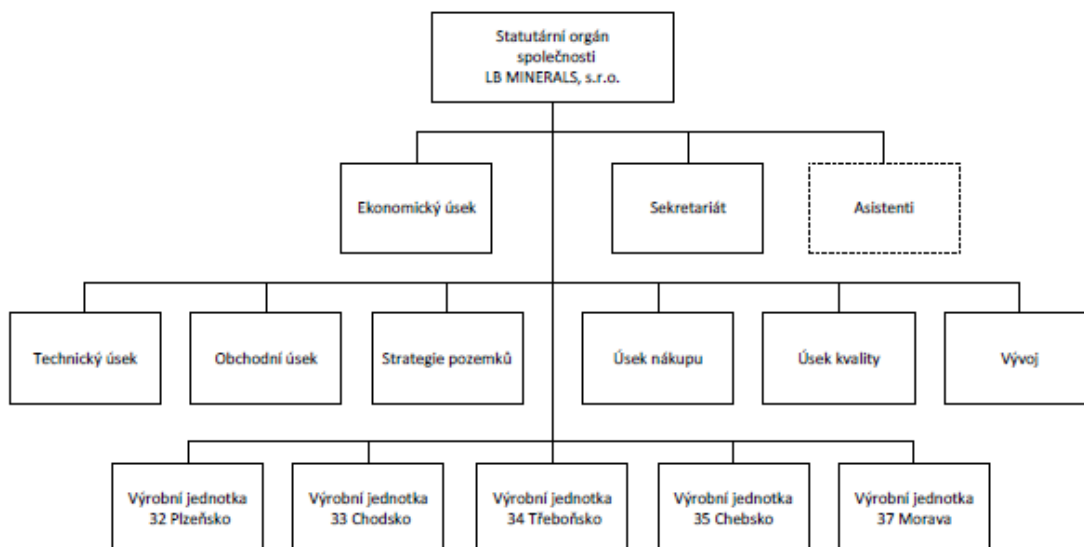 Statutární orgán
společnosti
LB MINERALS, s.r.o.
Ekonomický úsek
Sekretariát
Asistenti
Technický úsek
Obchodní úsek
Strategie pozemků
Úsek nákupu
Úsek kvality
Vývoj
Výrobní jednotka
32 Plzeňsko
Výrobní jednotka
33 Chodsko
Výrobní jednotka
34 Třeboňsko
Výrobní jednotka
35 Chebsko
Výrobní jednotka
37 Morava